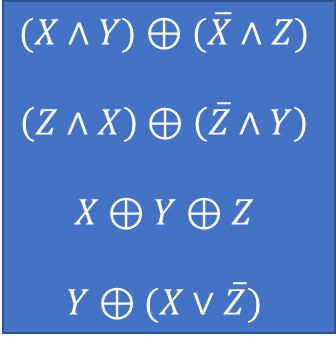 (X ∧ Y) ⊕ (X̄ ∧ Z)
(Z ∧ X) ⊕ (Z̄ ∧ Y)
X ⊕ Y ⊕ Z
Y ⊕ (X ∨ Z̄)